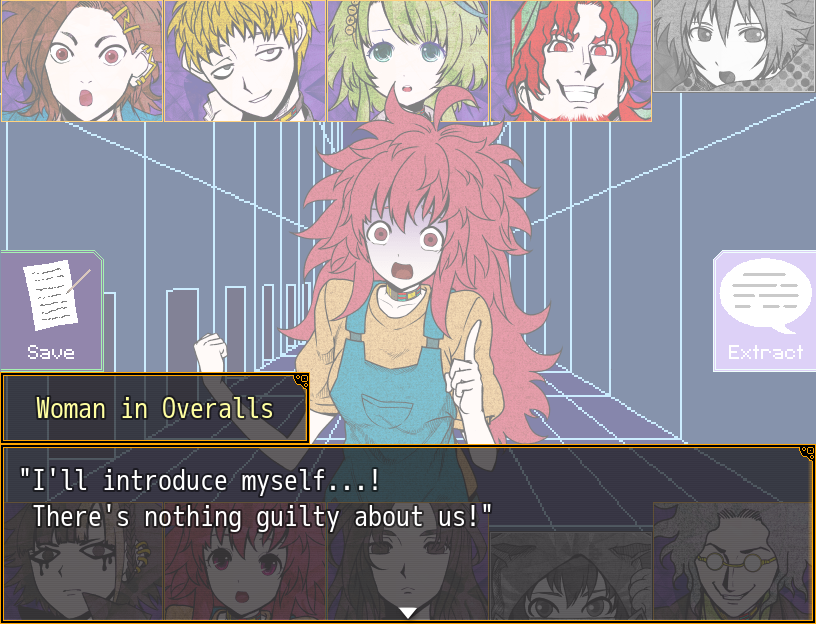 Save
Extract
Woman in Overalls
"I'll introduce myself...!
There's nothing guilty about us!"